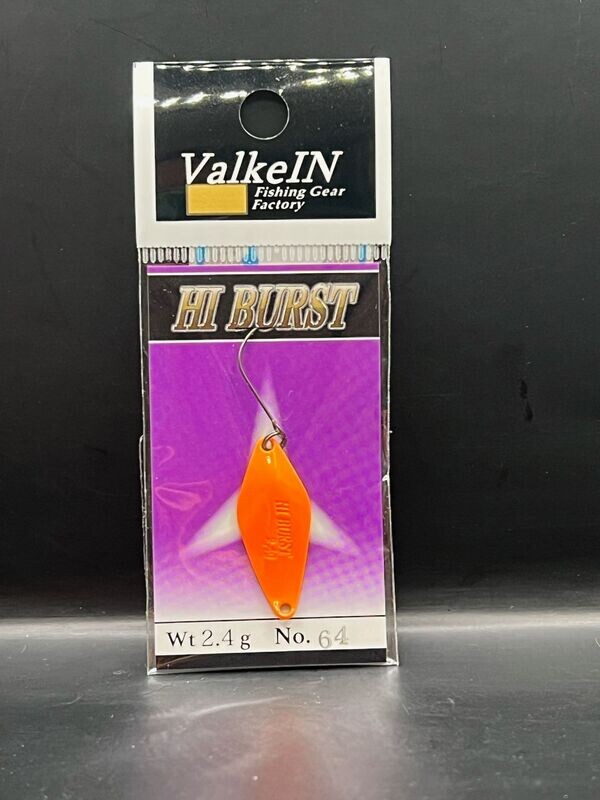 ValkeIN
Fishing Gear
Factory
HI BURST
HI BURST
Wt 2.4 g No. 64